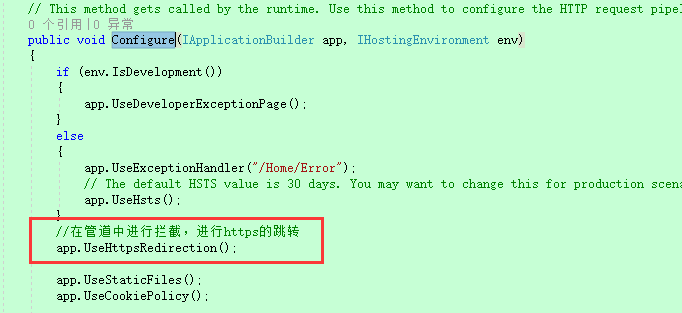 // This method gets called by the runtime. Use this method to configure the HTTP request pipel
0 个引用|0 异常
public void Configure(IApplicationBuilder app, IHostingEnvironment env)
{
if (env.IsDevelopment())
{
app.UseDeveloperExceptionPage();
}
else
{
app.UseExceptionHandler("/Home/Error");
// The default HSTS value is 30 days. You may want to change this for production scena
app.UseHsts();
}
//在管道中进行拦截，进行https的跳转
app.UseHttpsRedirection();
app.UseStaticFiles();
app.UseCookiePolicy();